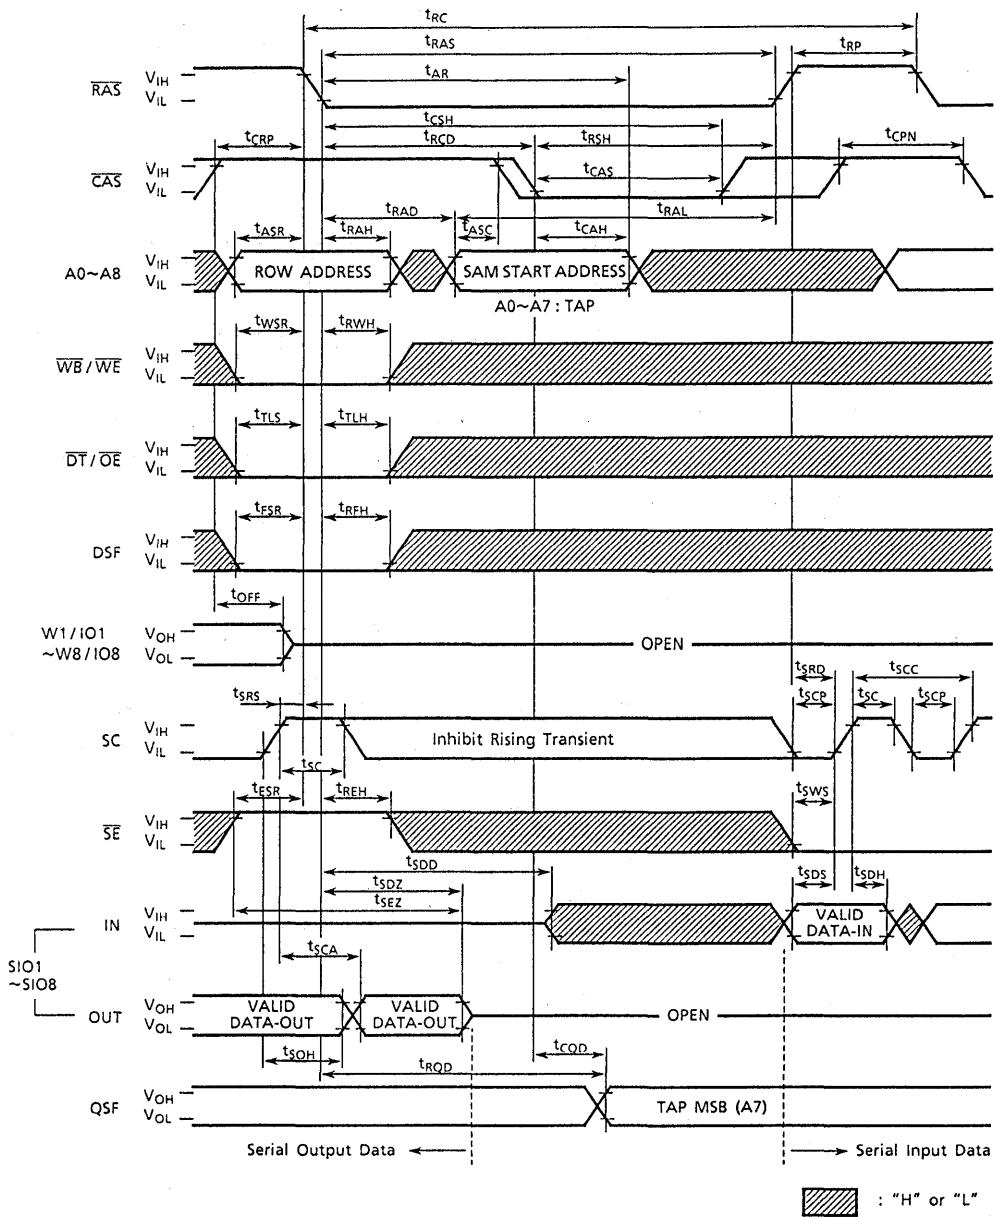 tRC
tRAS
tRP
tAR
RAS
VIH
VIL
tCSH
tCRP
tRCD
tRSH
tCPN
CAS
VIH
VIL
tCAS
tRAD
tRAL
tASR
tRAH
tASC
tCAH
A0~A8
VIH
VIL
ROW ADDRESS
SAM START ADDRESS
A0~A7 : TAP
tWSR
tRWH
WB / WE
VIH
VIL
tTLS
tTLH
DT / OE
VIH
VIL
tFSR
tRFH
DSF
VIH
VIL
tOFF
W1 / IO1
~W8 / IO8
VOH
VOL
OPEN
tSRD
tSCC
tSRS
tSCP
tSC
tSCP
SC
VIH
VIL
Inhibit Rising Transient
tSC
tESR
tREH
tSWS
SE
VIH
VIL
tSDD
tSDZ
tSEZ
tSDS
tSDH
IN
VIH
VIL
VALID
DATA-IN
tSCA
SIO1
~SIO8
OUT
VOH
VOL
VALID
DATA-OUT
VALID
DATA-OUT
OPEN
tSOH
tCQD
tRQD
QSF
VOH
VOL
TAP MSB (A7)
Serial Output Data
Serial Input Data
: "H" or "L"